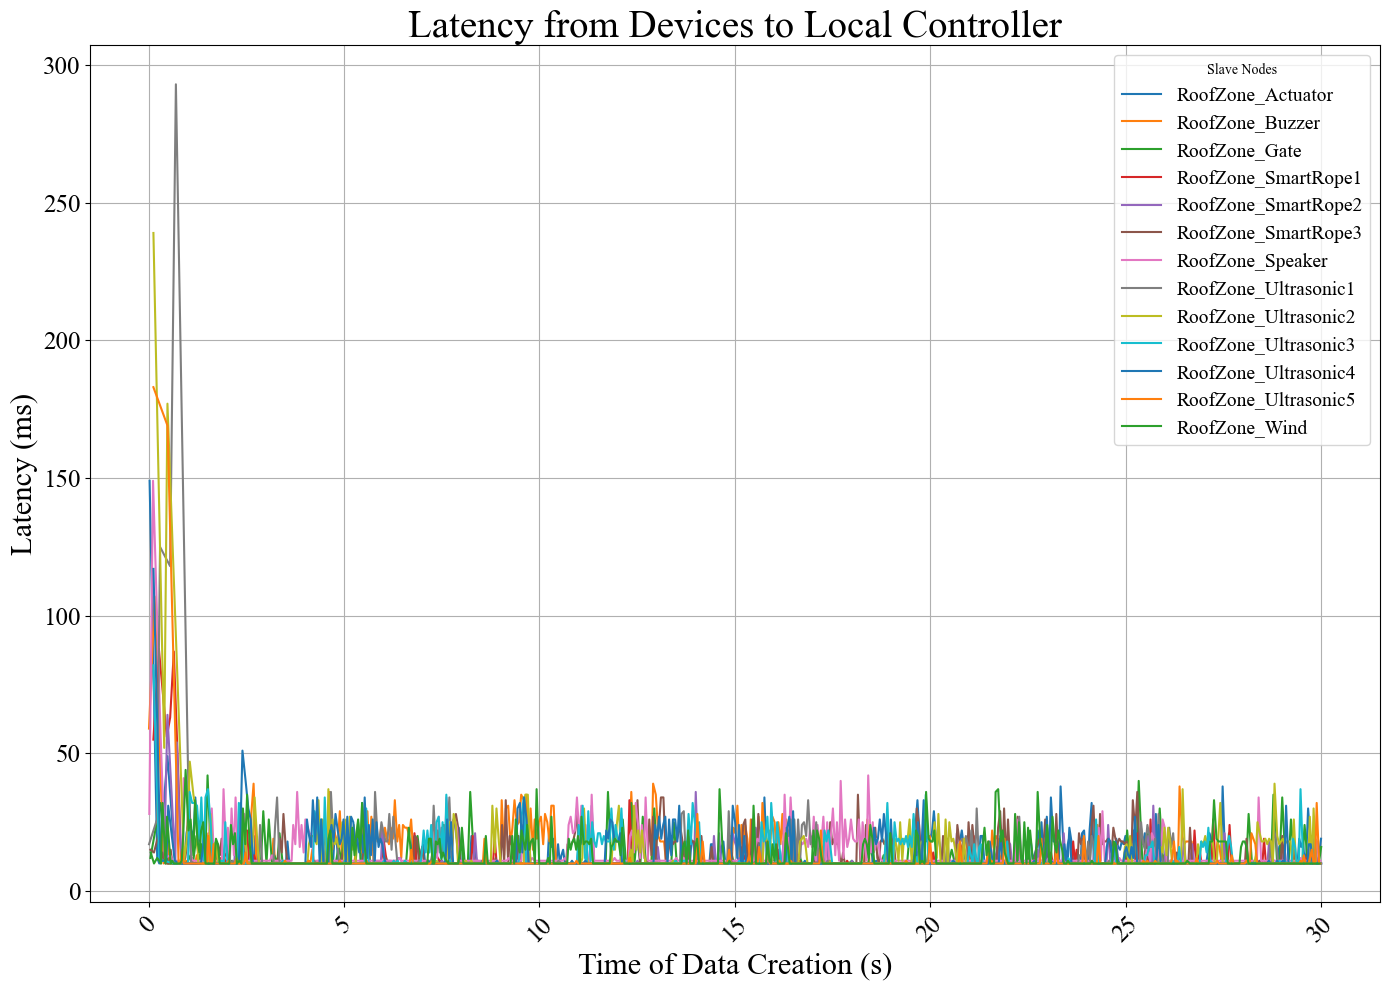 Latency from Devices to Local Controller
Latency (ms)
300
250
200
150
100
50
0
Slave Nodes
RoofZone_Actuator
RoofZone_Buzzer
RoofZone_Gate
RoofZone_SmartRope1
RoofZone_SmartRope2
RoofZone_SmartRope3
RoofZone_Speaker
RoofZone_Ultrasonic1
RoofZone_Ultrasonic2
RoofZone_Ultrasonic3
RoofZone_Ultrasonic4
RoofZone_Ultrasonic5
RoofZone_Wind
0 5 10 15 20 25 30
Time of Data Creation (s)